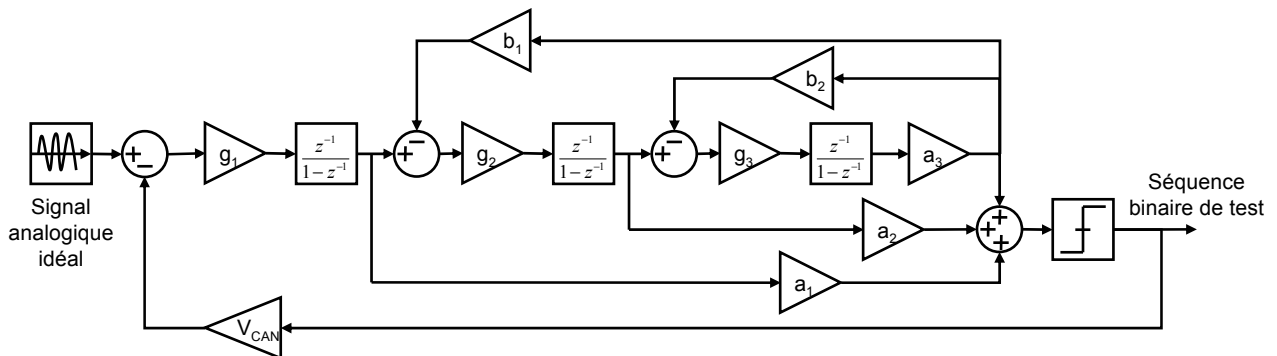 b₁
b₂
g₁
z⁻¹
1 − z⁻¹
g₂
z⁻¹
1 − z⁻¹
g₃
z⁻¹
1 − z⁻¹
a₃
Signal
analogique
idéal
a₂
a₁
Séquence
binaire de test
V_CAN